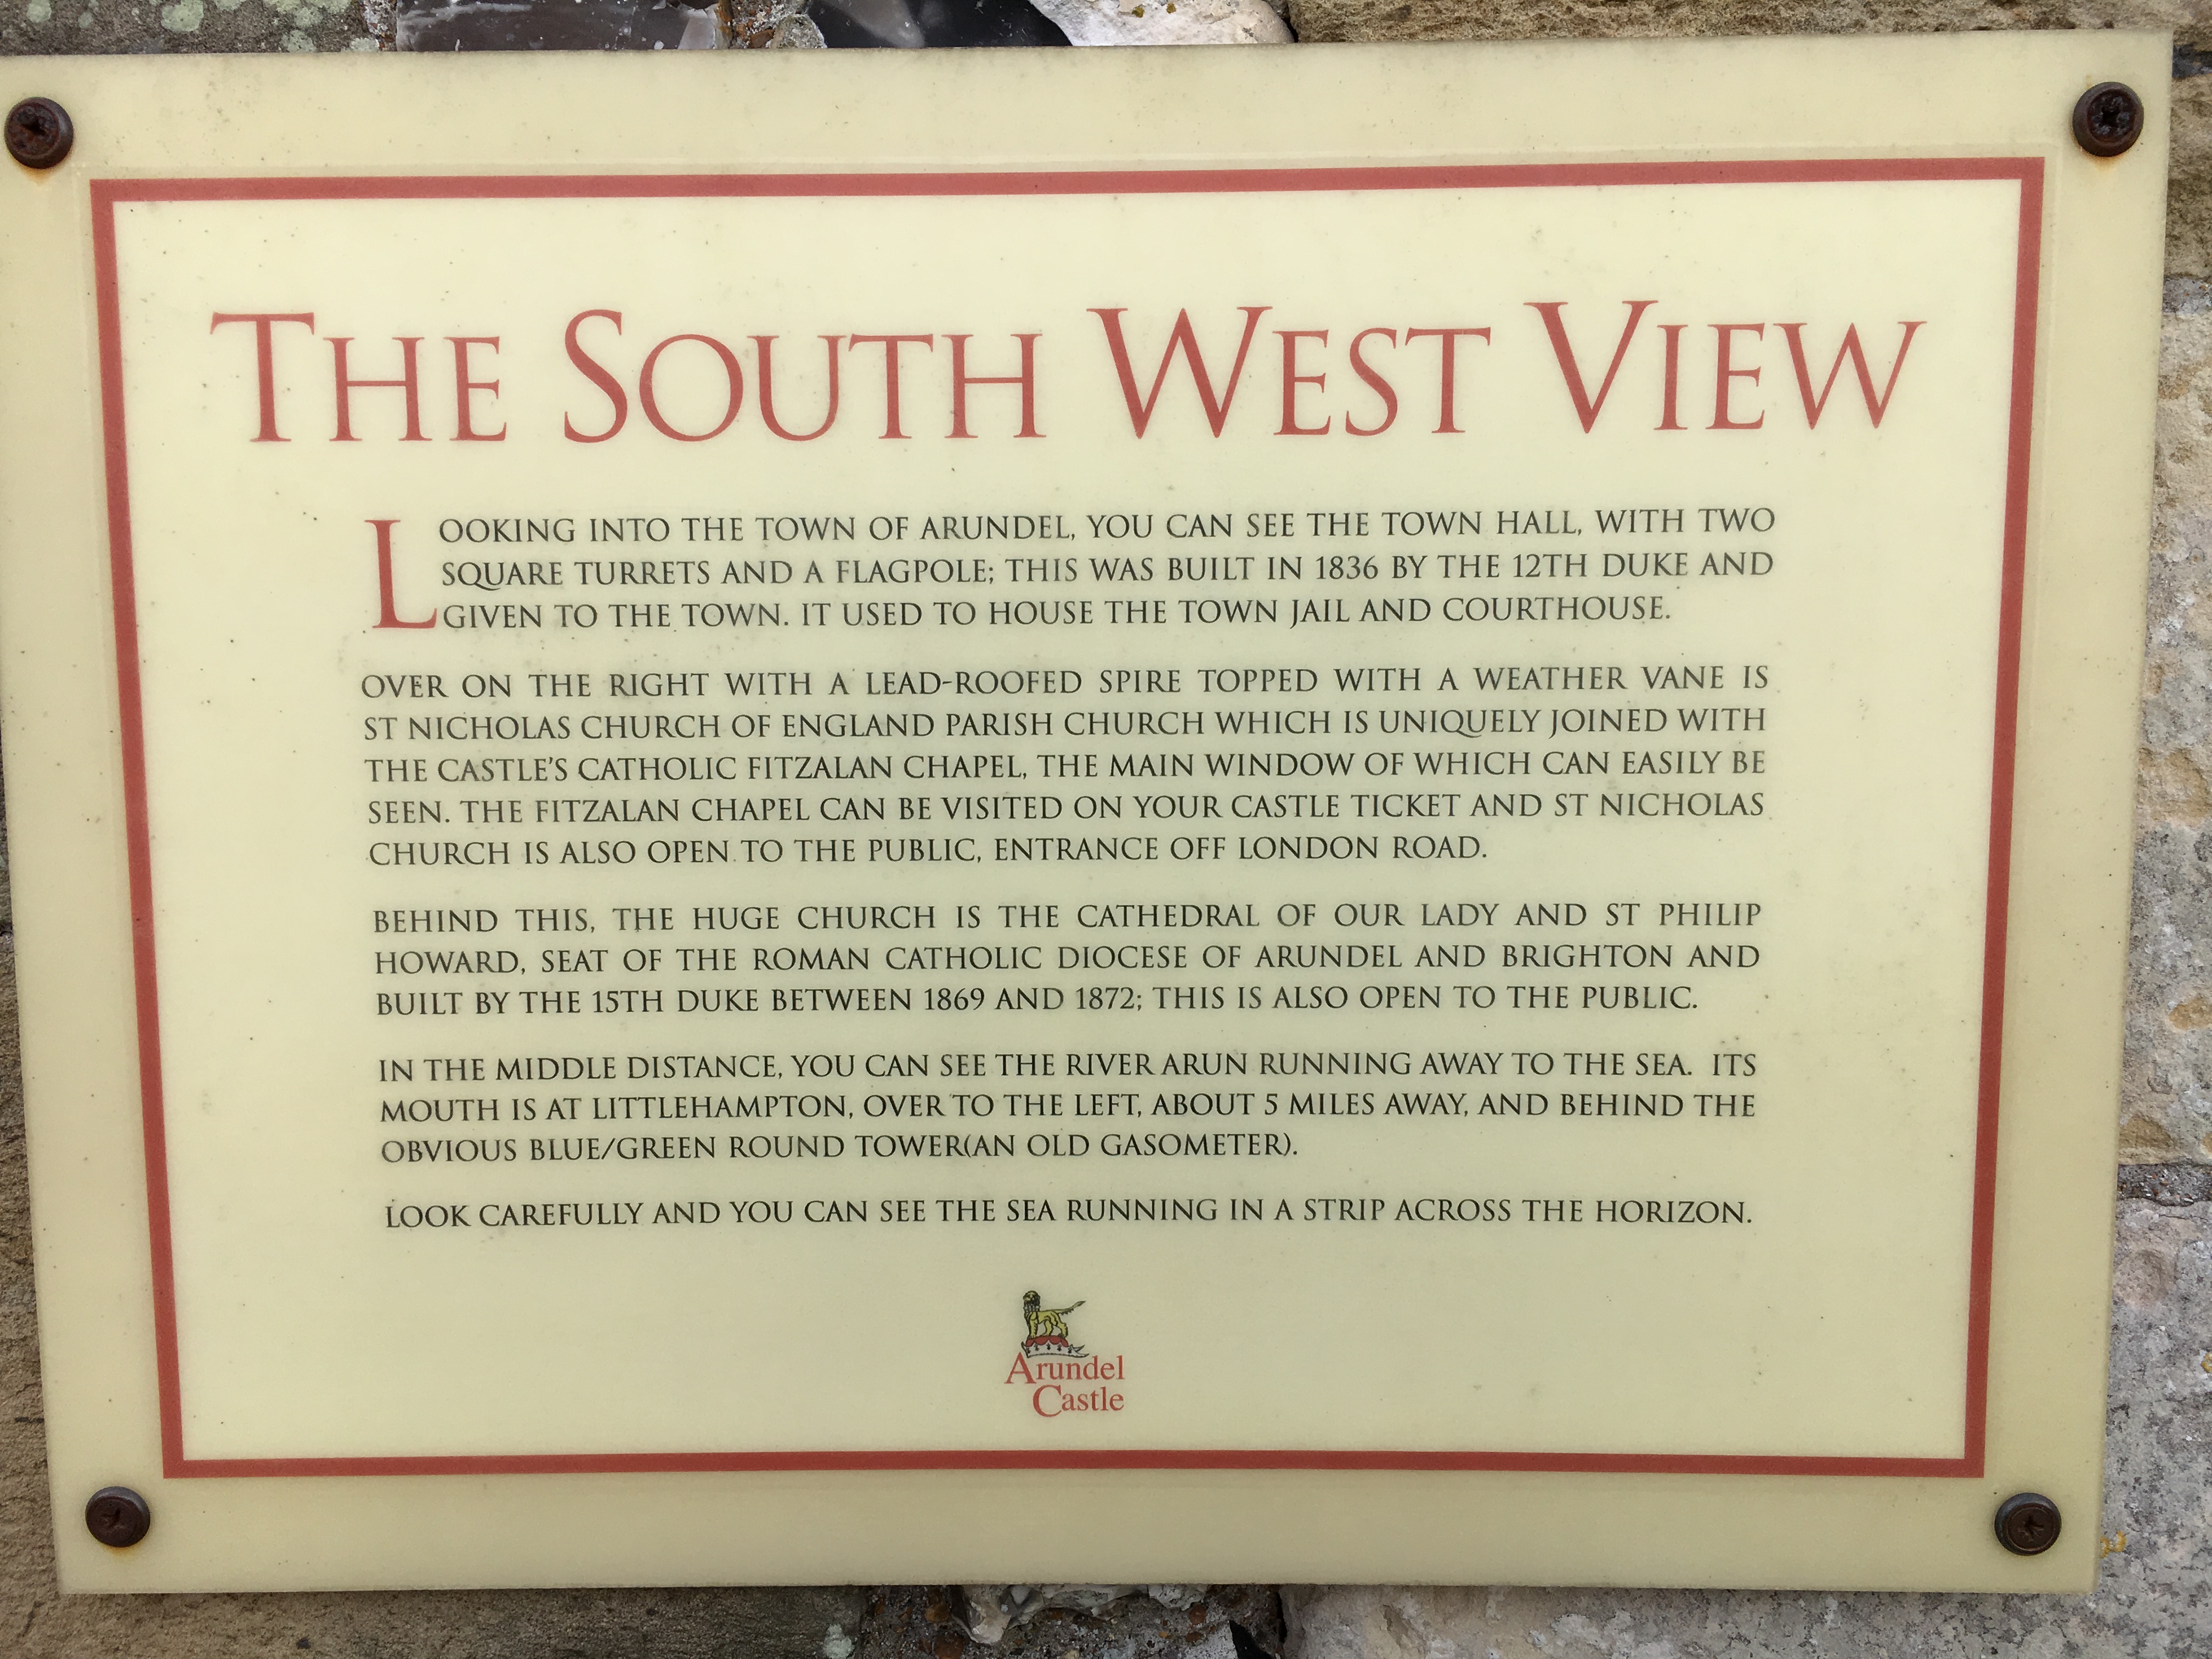 THE SOUTH WEST VIEW
LOOKING INTO THE TOWN OF ARUNDEL, YOU CAN SEE THE TOWN HALL, WITH TWO
SQUARE TURRETS AND A FLAGPOLE; THIS WAS BUILT IN 1836 BY THE 12TH DUKE AND
GIVEN TO THE TOWN. IT USED TO HOUSE THE TOWN JAIL AND COURTHOUSE.
OVER ON THE RIGHT WITH A LEAD-ROOFED SPIRE TOPPED WITH A WEATHER VANE IS
ST NICHOLAS CHURCH OF ENGLAND PARISH CHURCH WHICH IS UNIQUELY JOINED WITH
THE CASTLE'S CATHOLIC FITZALAN CHAPEL, THE MAIN WINDOW OF WHICH CAN EASILY BE
SEEN. THE FITZALAN CHAPEL CAN BE VISITED ON YOUR CASTLE TICKET AND ST NICHOLAS
CHURCH IS ALSO OPEN TO THE PUBLIC, ENTRANCE OFF LONDON ROAD.
BEHIND THIS, THE HUGE CHURCH IS THE CATHEDRAL OF OUR LADY AND ST PHILIP
HOWARD, SEAT OF THE ROMAN CATHOLIC DIOCESE OF ARUNDEL AND BRIGHTON AND
BUILT BY THE 15TH DUKE BETWEEN 1869 AND 1872; THIS IS ALSO OPEN TO THE PUBLIC.
IN THE MIDDLE DISTANCE, YOU CAN SEE THE RIVER ARUN RUNNING AWAY TO THE SEA. ITS
MOUTH IS AT LITTLEHAMPTON, OVER TO THE LEFT, ABOUT 5 MILES AWAY, AND BEHIND THE
OBVIOUS BLUE/GREEN ROUND TOWER(AN OLD GASOMETER).
LOOK CAREFULLY AND YOU CAN SEE THE SEA RUNNING IN A STRIP ACROSS THE HORIZON.
Arundel
Castle